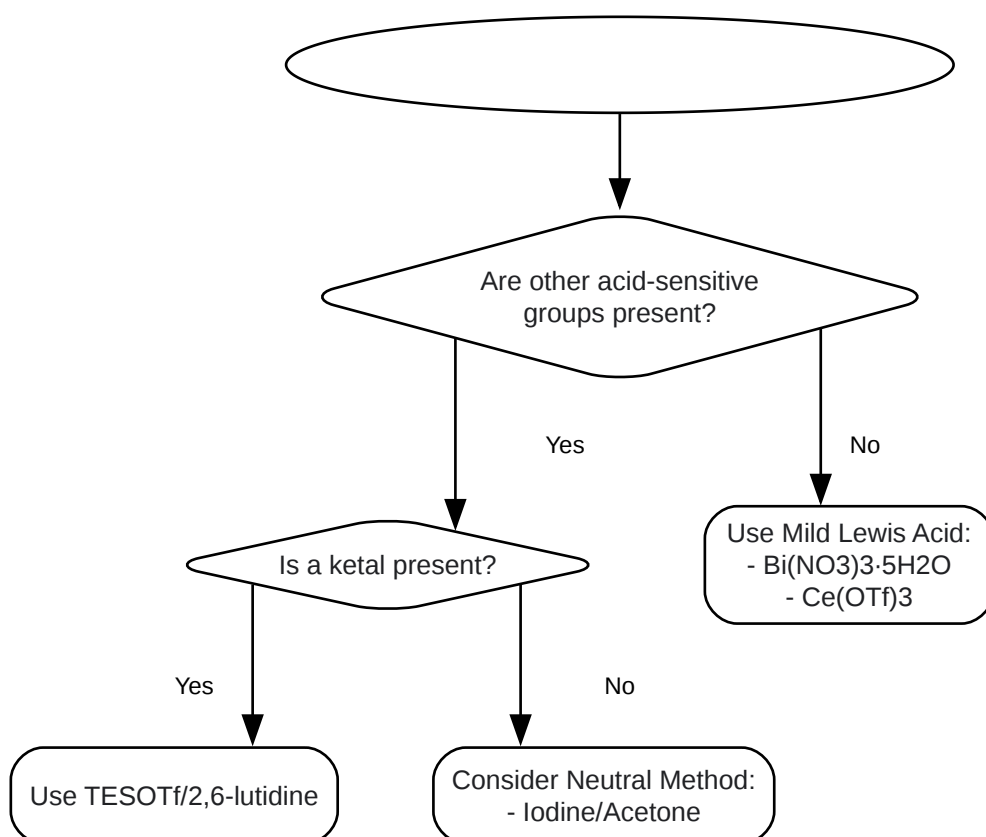 Are other acid-sensitive
groups present?
Yes
No
Use Mild Lewis Acid:
- Bi(NO3)3·5H2O
- Ce(OTf)3
Is a ketal present?
Yes
No
Use TESOTf/2,6-lutidine
Consider Neutral Method:
- Iodine/Acetone